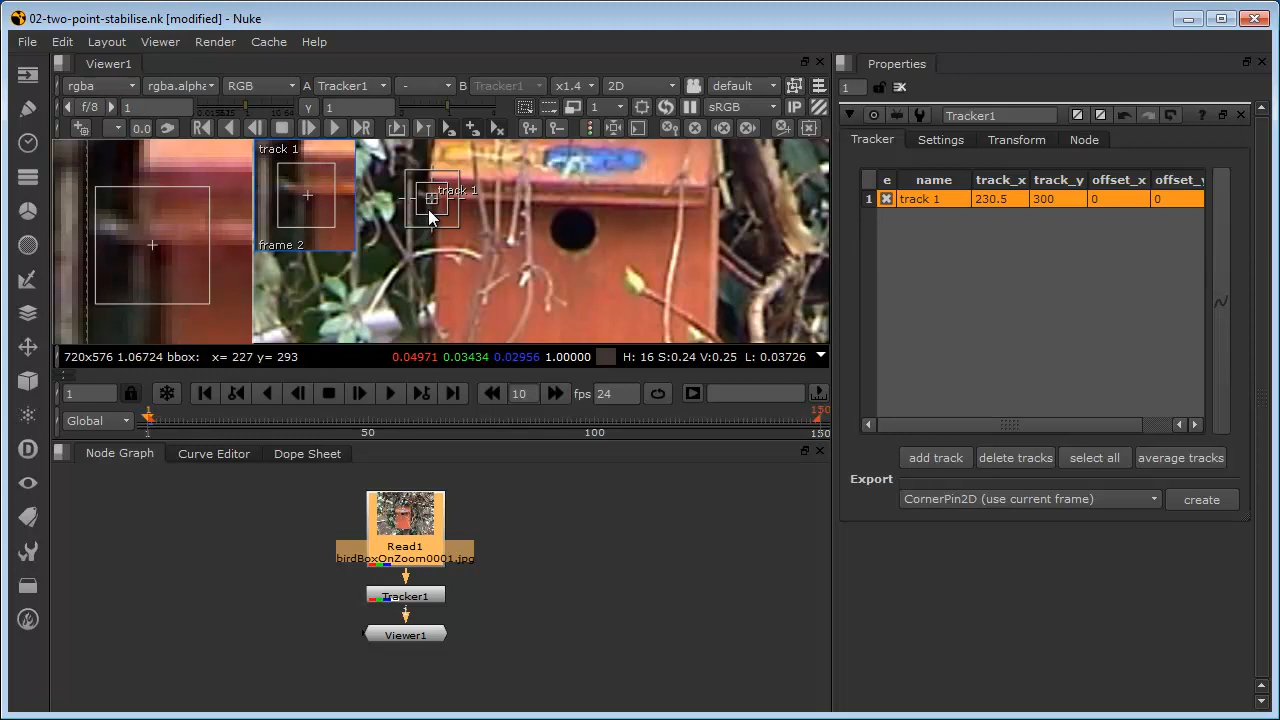 02-two-point-stabilise.nk [modified] - Nuke
File Edit Layout Viewer Render Cache Help
Viewer1
rgba rgba.alpha RGB A Tracker1 - B Tracker1 x1.4 2D default
f/8 1 Y 1 1 sRGB IP
0.0
track 1
track 1
frame 2
720x576 1.06724 bbox: x= 227 y= 293 0.04971 0.03434 0.02956 1.00000 H: 16 S:0.24 V:0.25 L: 0.03726
1 10 fps 24
Global 1 150
1 50 100 150
Node Graph Curve Editor Dope Sheet
Read1
birdBoxOnZoom0001.jpg
Tracker1
Viewer1
Properties
1
Tracker1
Tracker Settings Transform Node
e name track_x track_y offset_x offset_y
1 track 1 230.5 300 0 0
add track delete tracks select all average tracks
Export
CornerPin2D (use current frame) create